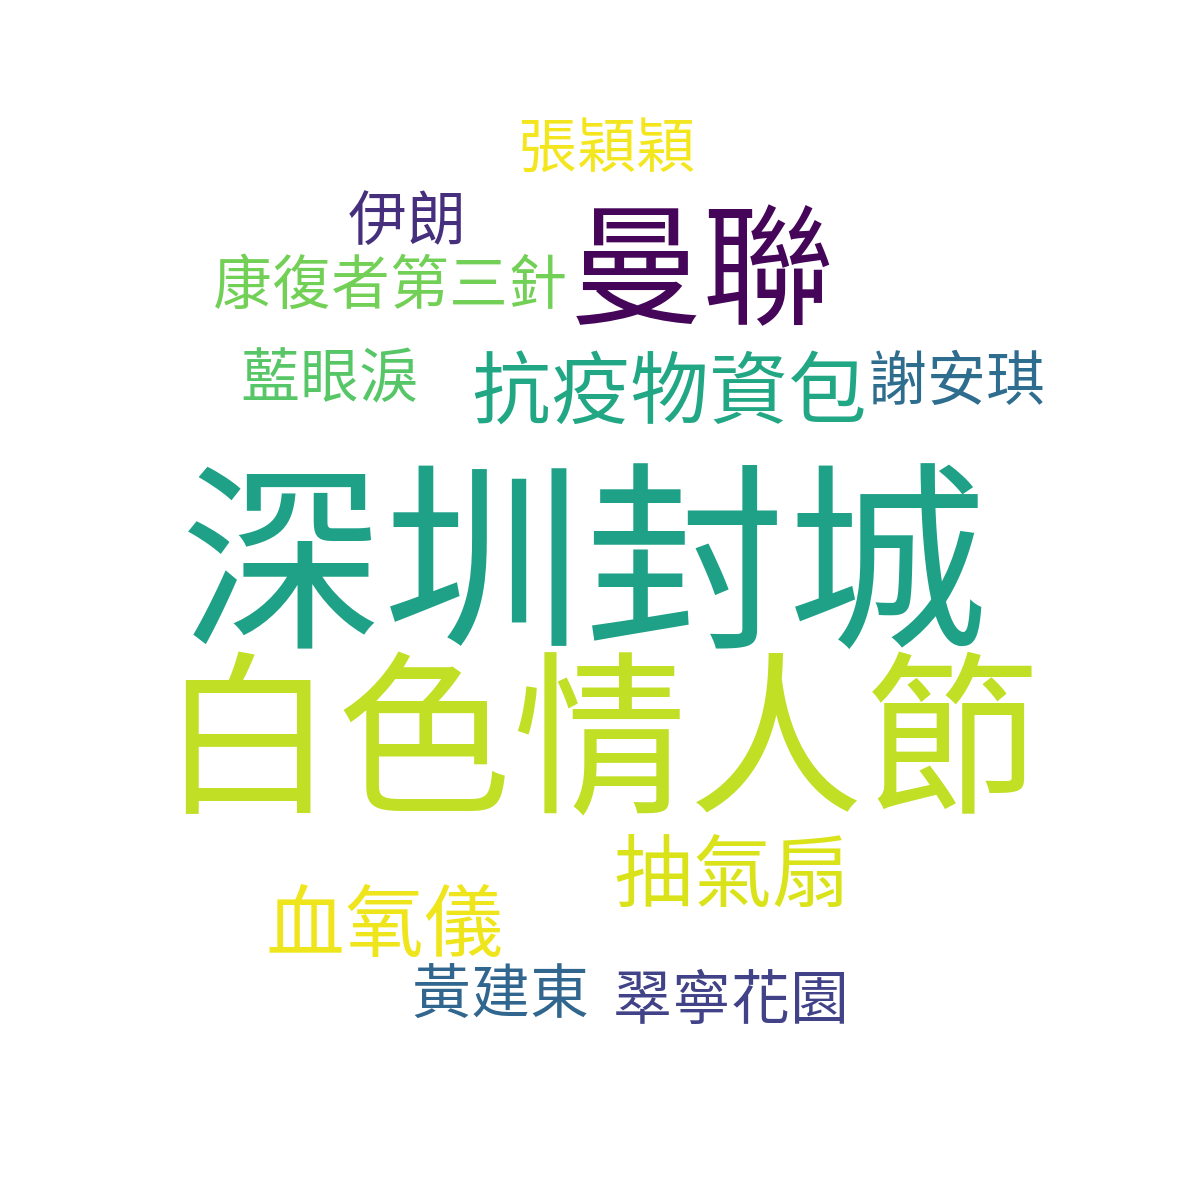 張穎穎
伊朗
曼聯
康復者第三針
藍眼淚
抗疫物資包
謝安琪
深圳封城
白色情人節
抽氣扇
血氧儀
黃建東
翠寧花園